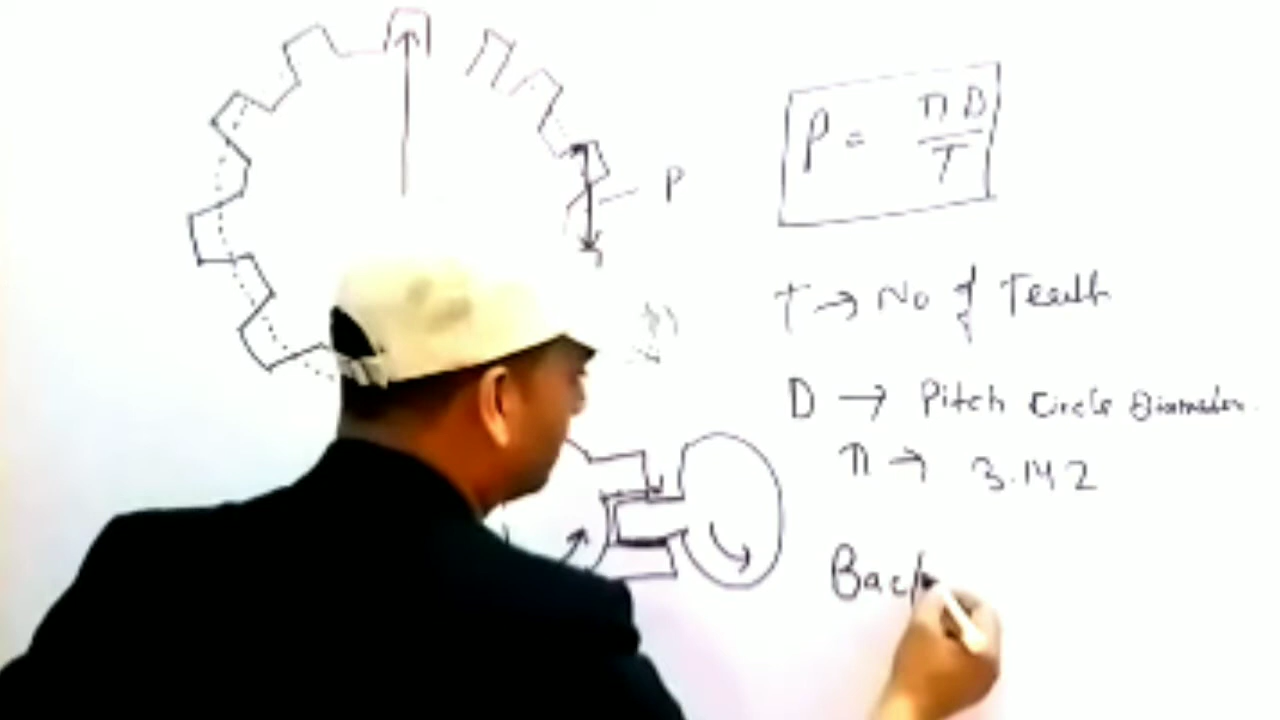 P = πD/T
P
T → No of Teeth
D → Pitch Circle Diameter.
π → 3.142
Back